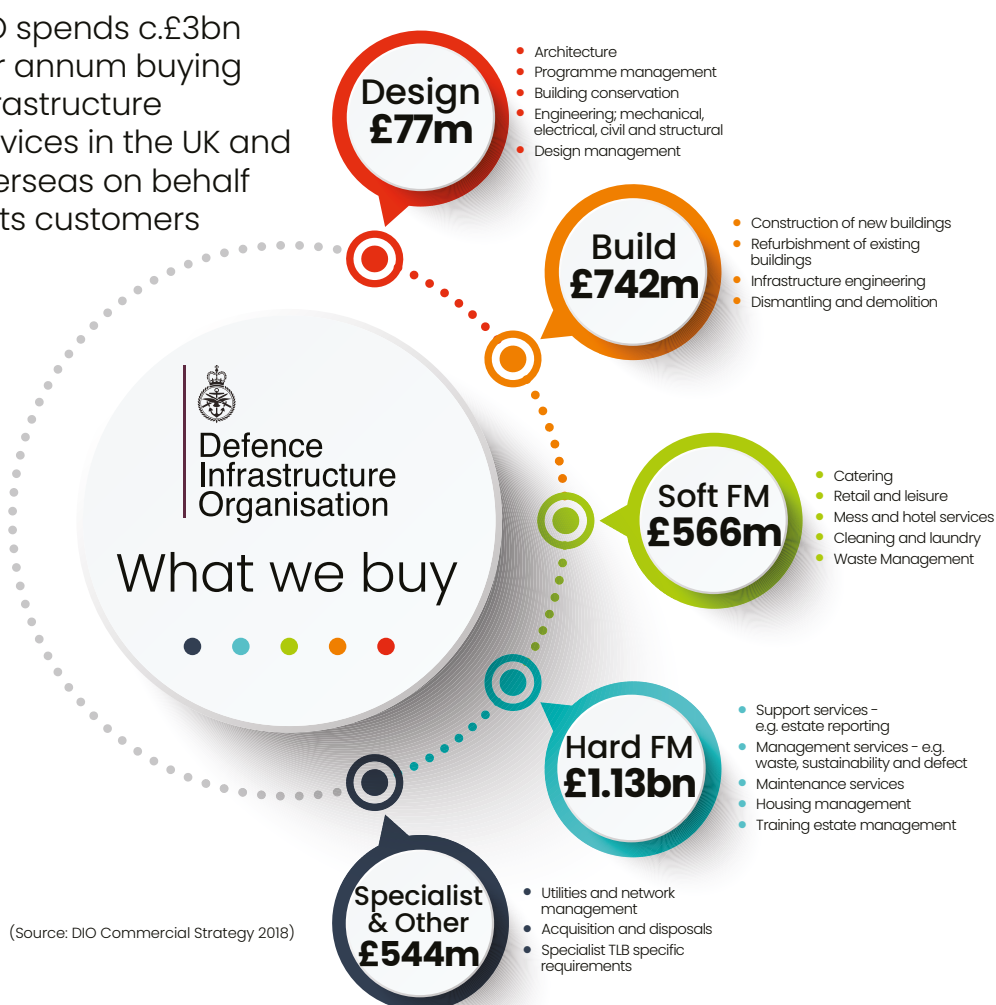 spends c.£3bn
annum buying
vices in the UK and
on behalf
customers
Design
£77m
Architecture
Programme management
Building conservation
Engineering; mechanical,
electrical, civil and structural
Design management
Build
£742m
Construction of new buildings
Refurbishment of existing
buildings
Infrastructure engineering
Dismantling and demolition
Defence
Infrastructure
Organisation
What we buy
Soft FM
£566m
Catering
Retail and leisure
Mess and hotel services
Cleaning and laundry
Waste Management
Hard FM
£1.13bn
Support services -
e.g. estate reporting
Management services - e.g.
waste, sustainability and defect
Maintenance services
Housing management
Training estate management
Specialist
& Other
£544m
Utilities and network
management
Acquisition and disposals
Specialist TLB specific
requirements
(Source: DIO Commercial Strategy 2018)